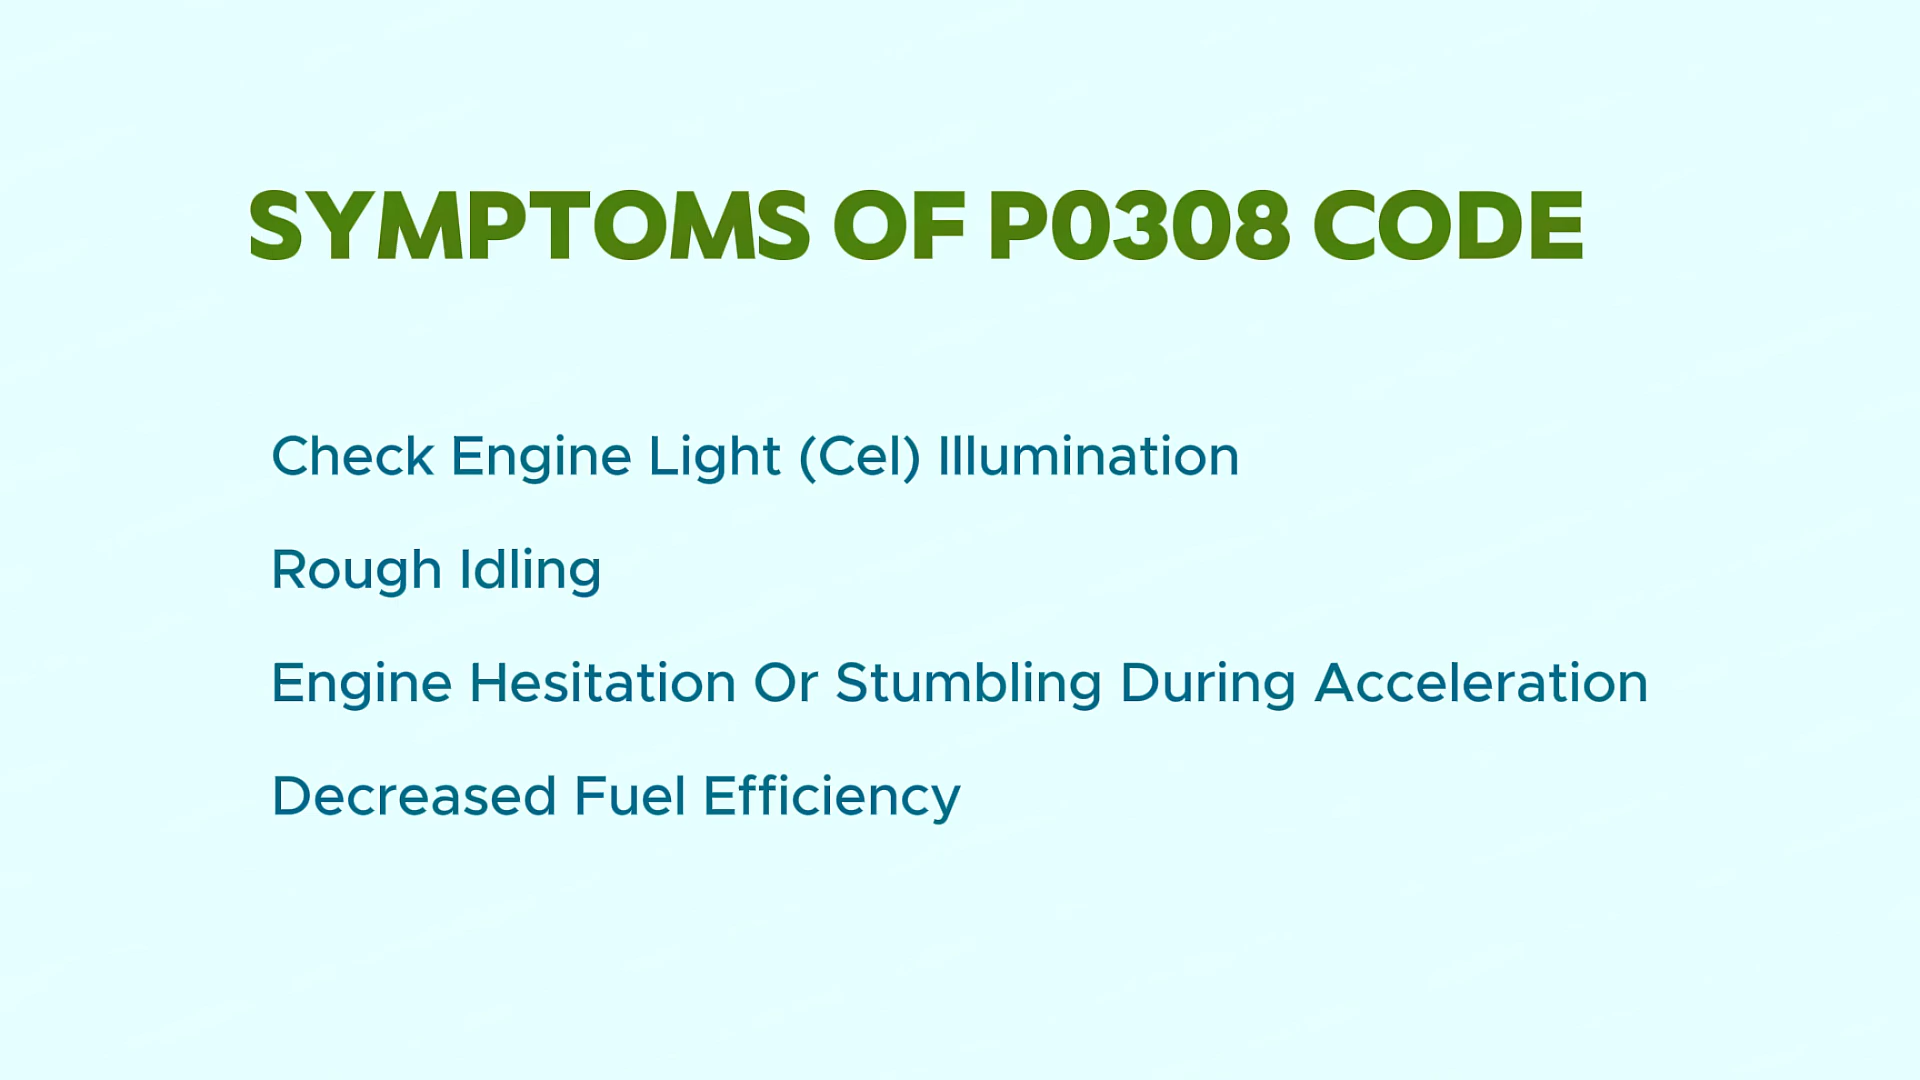 SYMPTOMS OF P0308 CODE
Check Engine Light (Cel) Illumination
Rough Idling
Engine Hesitation Or Stumbling During Acceleration
Decreased Fuel Efficiency